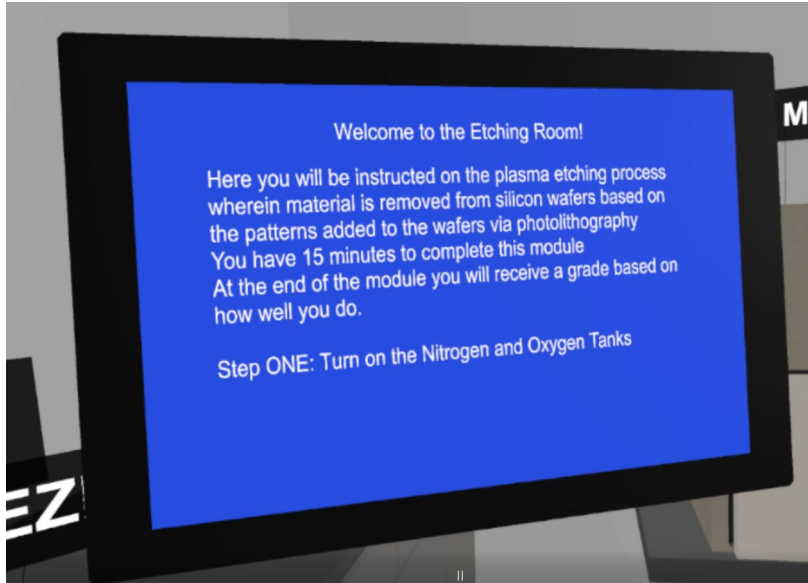 Welcome to the Etching Room!
Here you will be instructed on the plasma etching process
wherein material is removed from silicon wafers based on
the patterns added to the wafers via photolithography
You have 15 minutes to complete this module
At the end of the module you will receive a grade based on
how well you do.
Step ONE: Turn on the Nitrogen and Oxygen Tanks